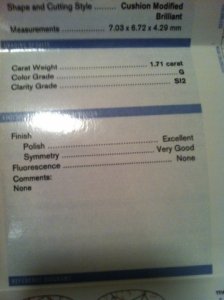 Shape and Cutting Style ........ Cushion Modified
Brilliant
Measurements ........ 7.03 x 6.72 x 4.29 mm
Carat Weight ........ 1.71 carat
Color Grade ........ G
Clarity Grade ........ SI2
Finish
Polish ........ Excellent
Symmetry ........ Very Good
Fluorescence ........ None
Comments:
None